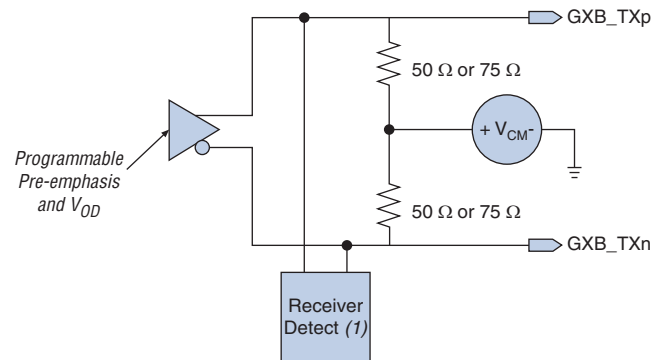 GXB_TXp
50 Ω or 75 Ω
+ VCM-
Programmable
Pre-emphasis
and VOD
50 Ω or 75 Ω
GXB_TXn
Receiver
Detect (1)